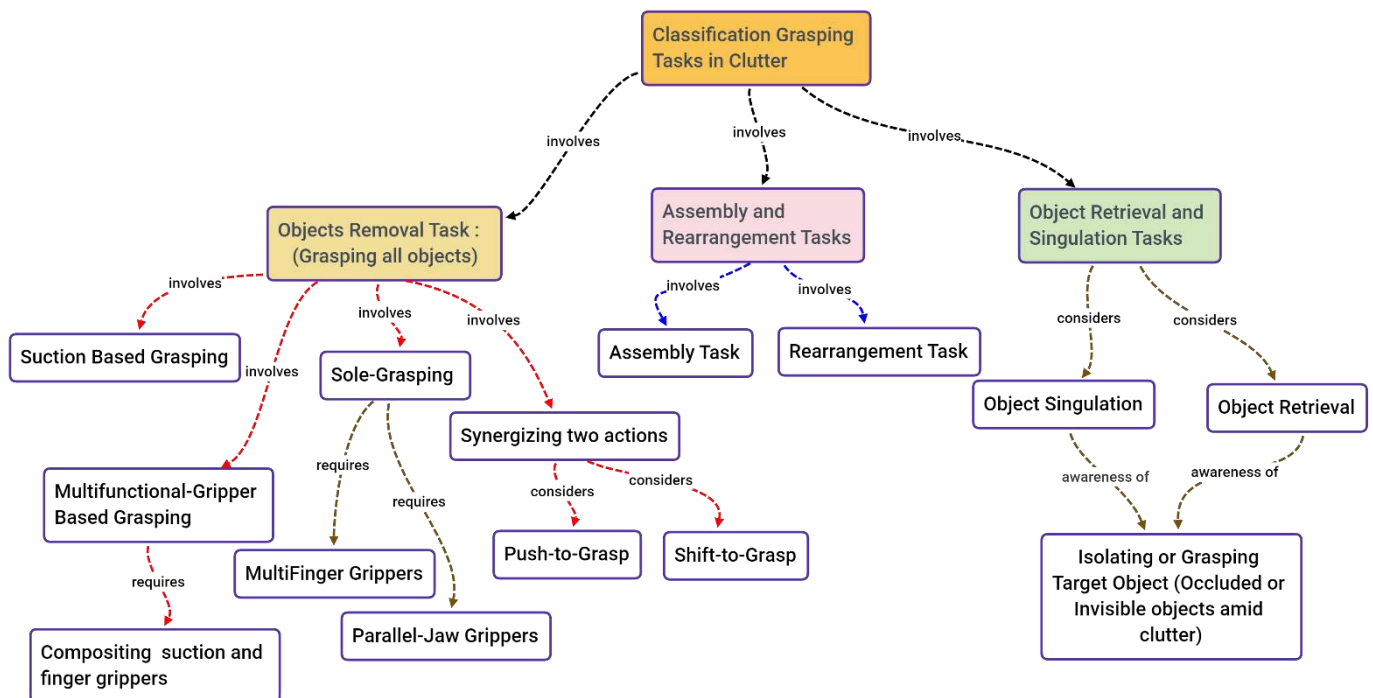 Classification Grasping
Tasks in Clutter
involves
involves
involves
Objects Removal Task :
(Grasping all objects)
Assembly and
Rearrangement Tasks
Object Retrieval and
Singulation Tasks
involves
involves
involves
involves
involves
involves
considers
considers
Suction Based Grasping
Sole-Grasping
Assembly Task
Rearrangement Task
Object Singulation
Object Retrieval
Synergizing two actions
requires
requires
considers
considers
awareness of
awareness of
Multifunctional-Gripper
Based Grasping
MultiFinger Grippers
Push-to-Grasp
Shift-to-Grasp
Isolating or Grasping
Target Object (Occluded or
Invisible objects amid
clutter)
requires
Parallel-Jaw Grippers
Compositing  suction and
finger grippers